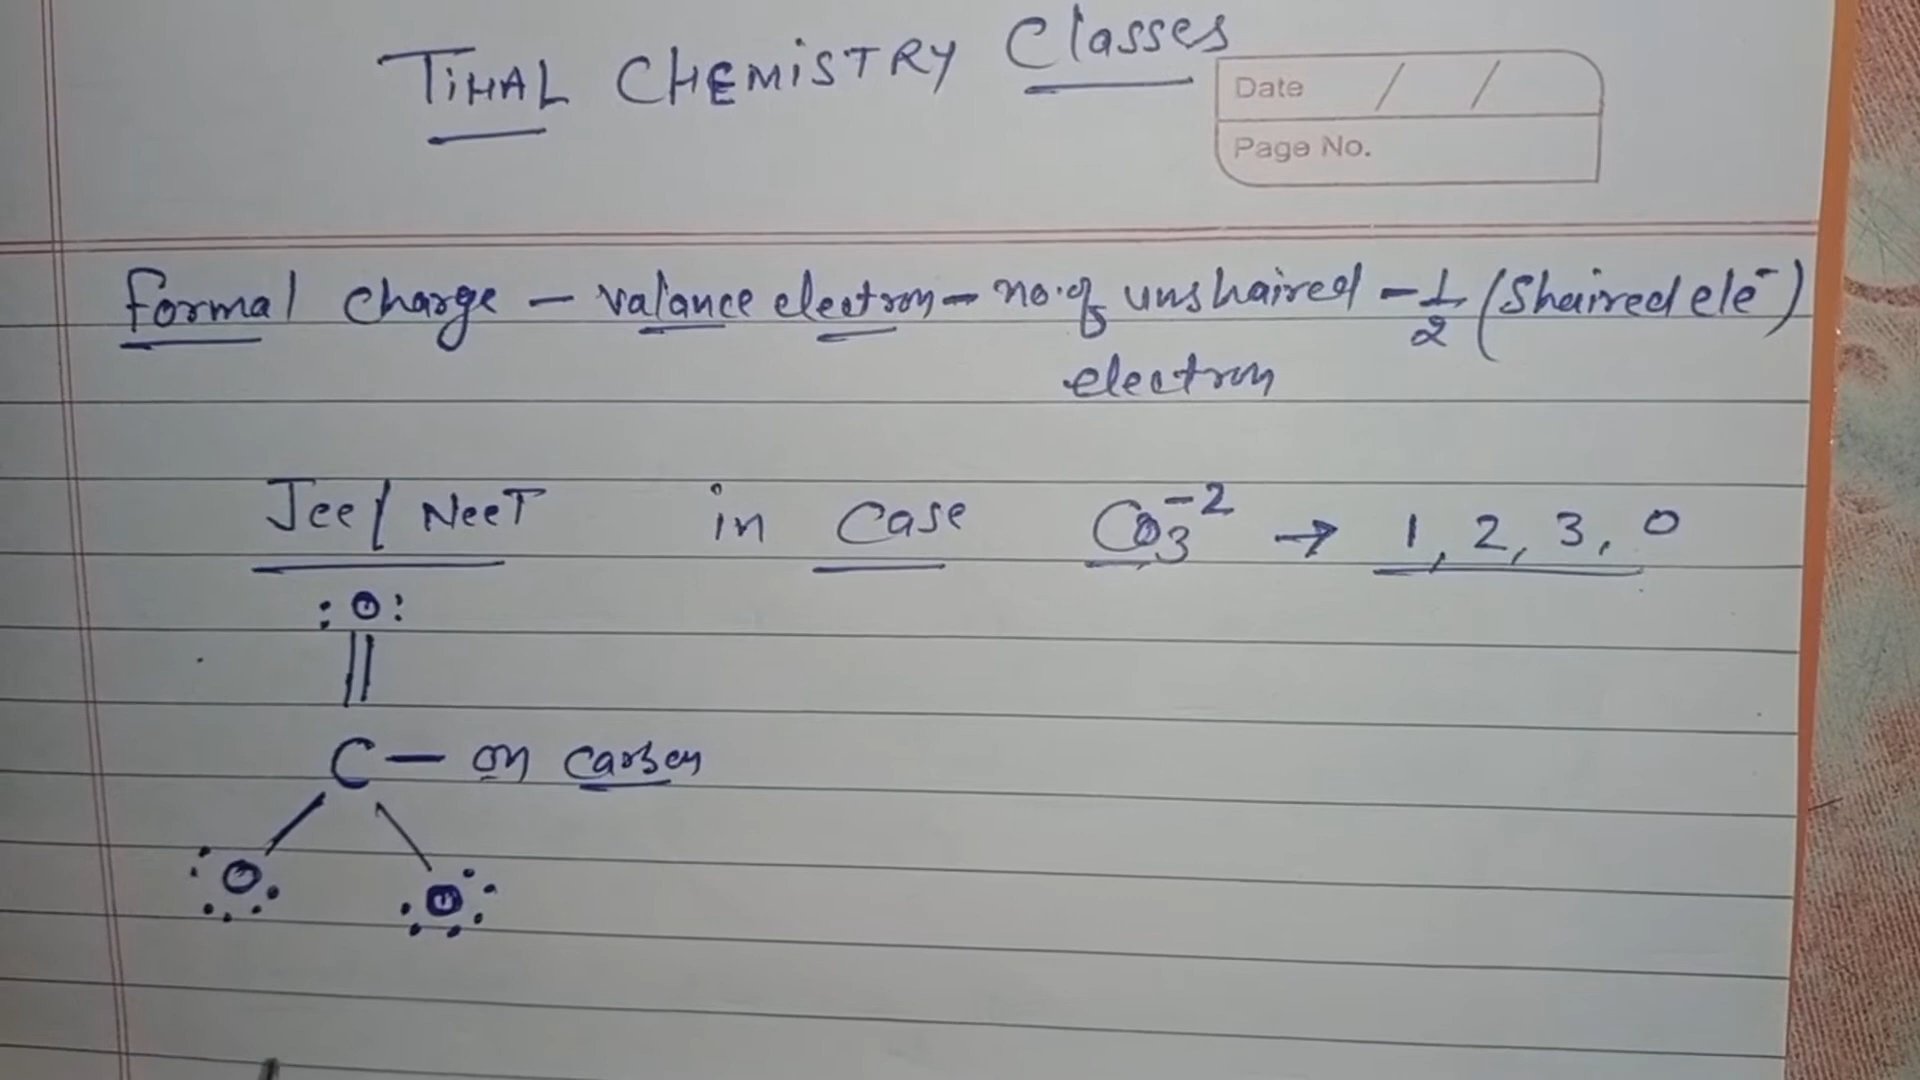 TiHAL CHEMiSTRY Classes
Date / /
Page No.
formal charge – valance electron – no.of unshaired – 1/2 (Shaired ele⁻)
electron
Jee/ NeeT in Case CO₃⁻² → 1, 2, 3, 0
:O:
||
C — on carbon
O O